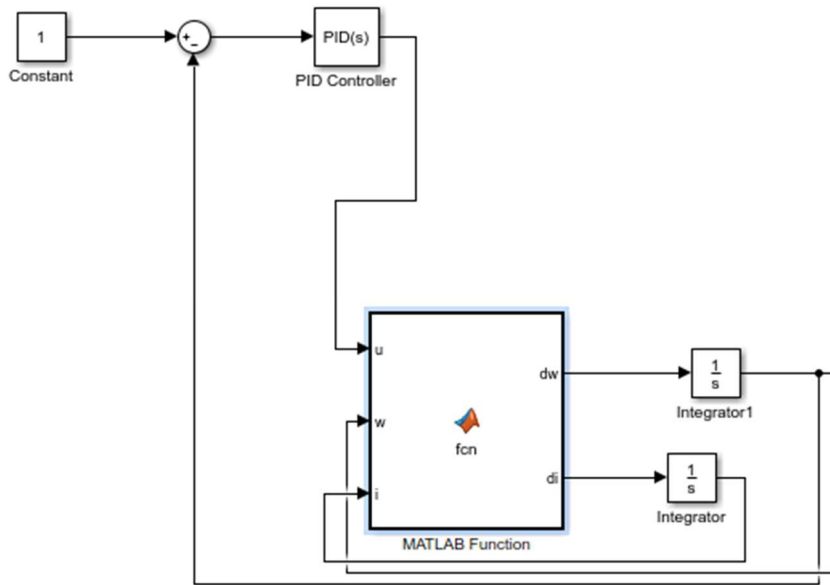 1
Constant
+
-
PID(s)
PID Controller
u
w
i
fcn
dw
di
MATLAB Function
1
s
Integrator1
1
s
Integrator